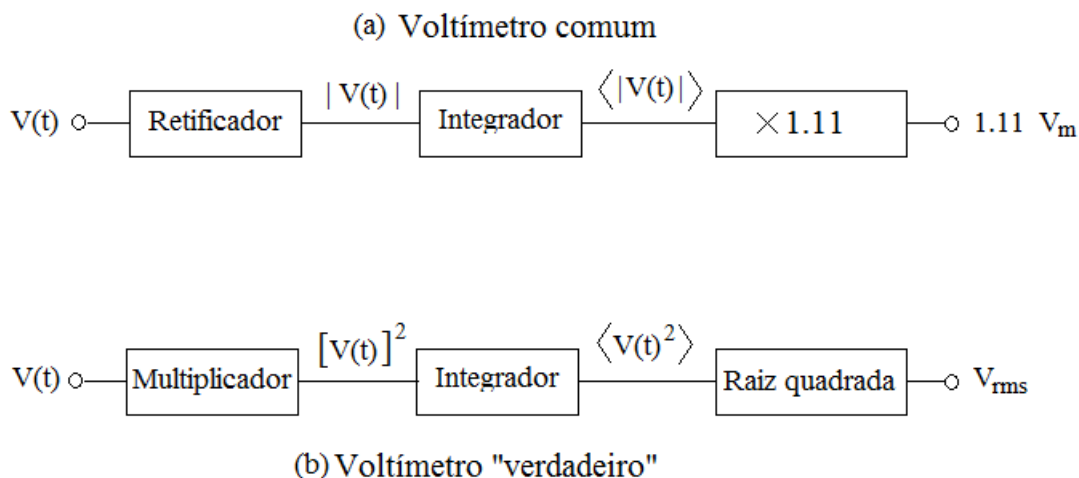 (a) Voltímetro comum
V(t) Retificador | V(t) | Integrador ⟨|V(t)|⟩ ×1.11 1.11 Vm
V(t) Multiplicador [V(t)]² Integrador ⟨V(t)²⟩ Raiz quadrada Vrms
(b) Voltímetro "verdadeiro"